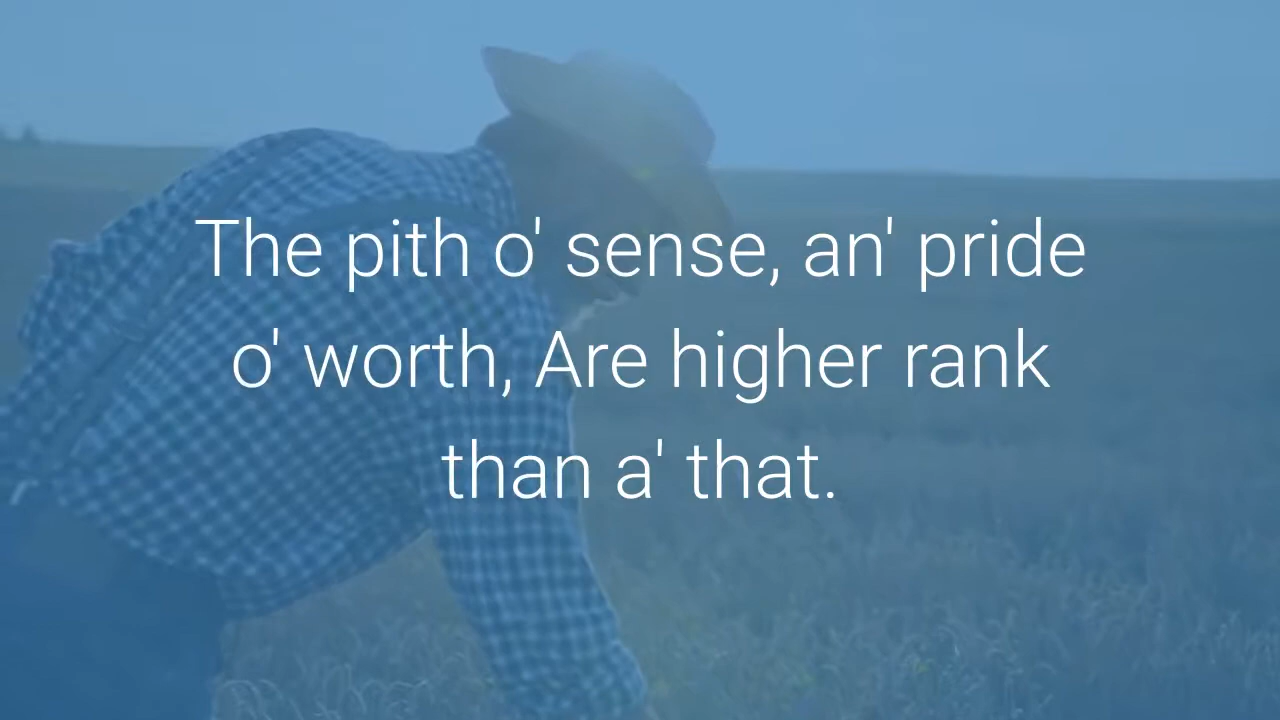 The pith o' sense, an' pride
o' worth, Are higher rank
than a' that.